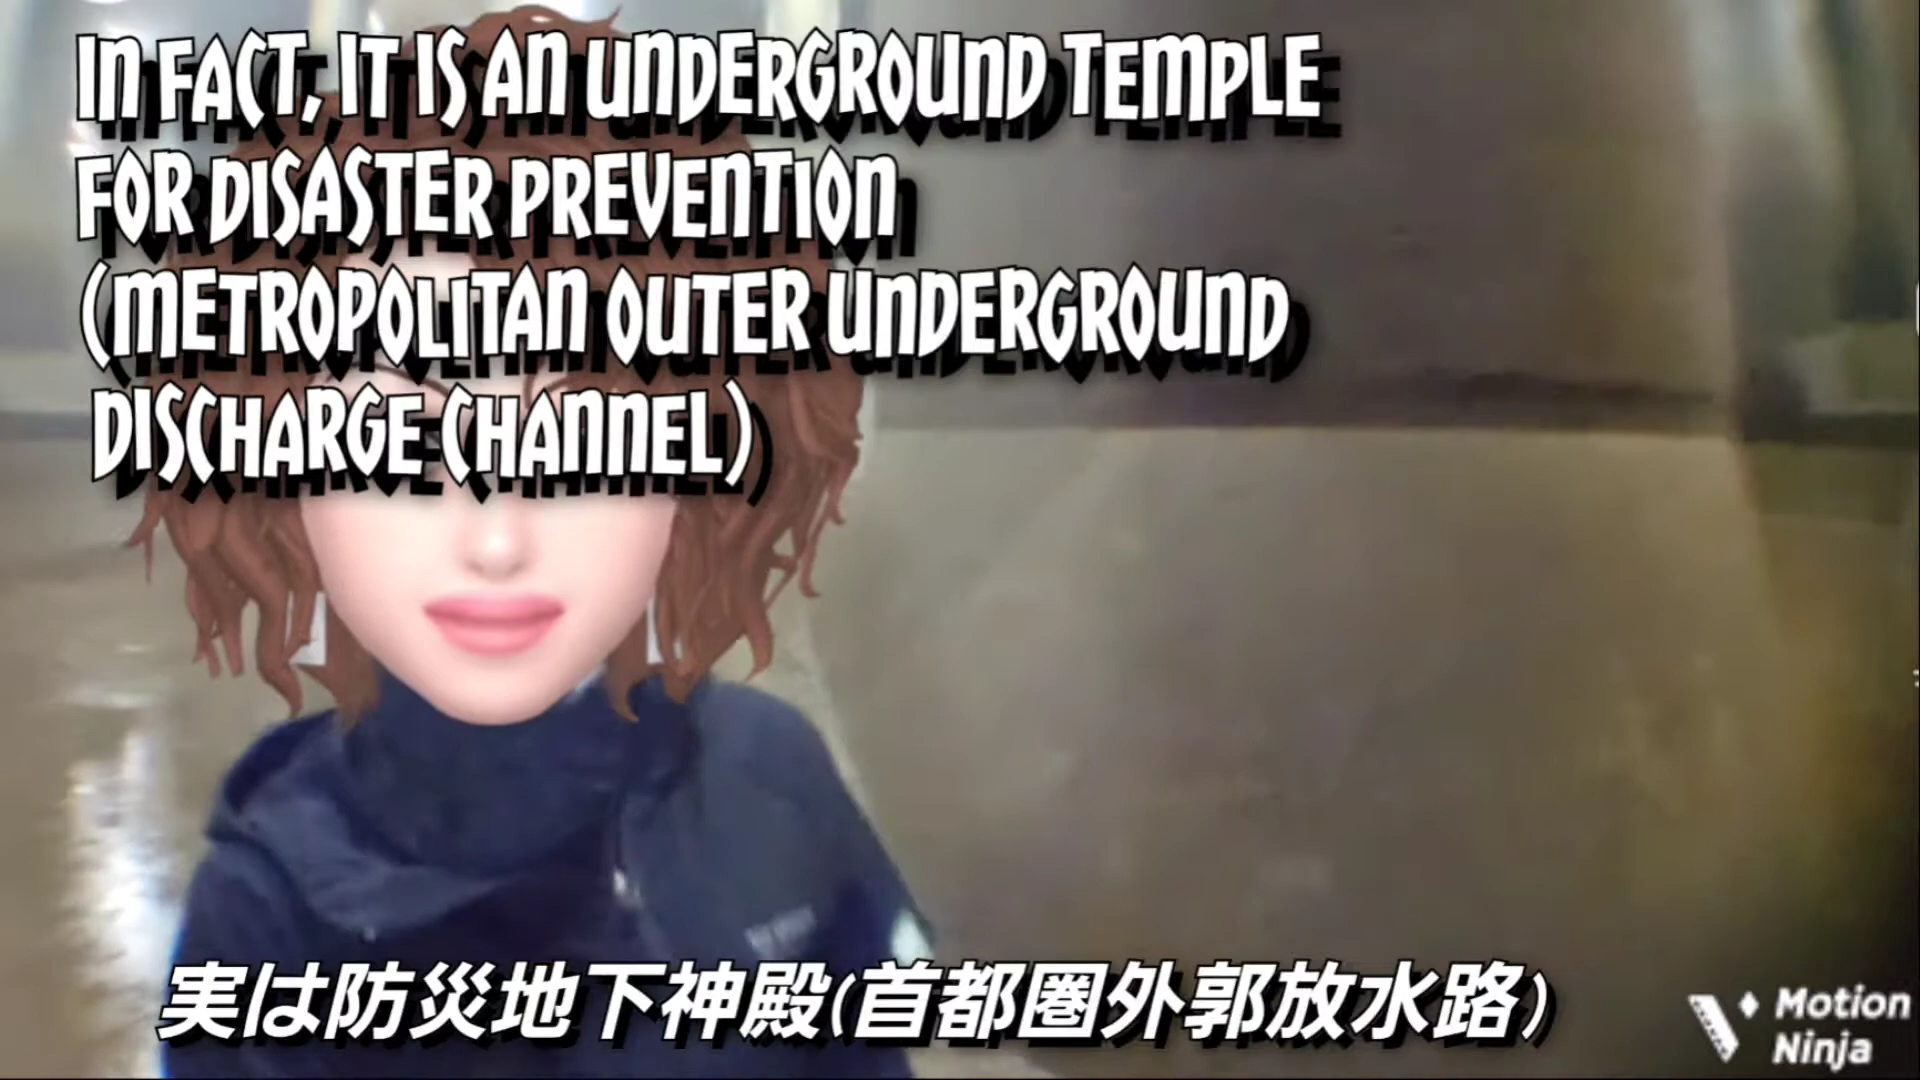 IN FACT, IT IS AN UNDERGROUND TEMPLE
FOR DISASTER PREVENTION
(METROPOLITAN OUTER UNDERGROUND
DISCHARGE CHANNEL)
実は防災地下神殿(首都圏外郭放水路)
Motion
Ninja